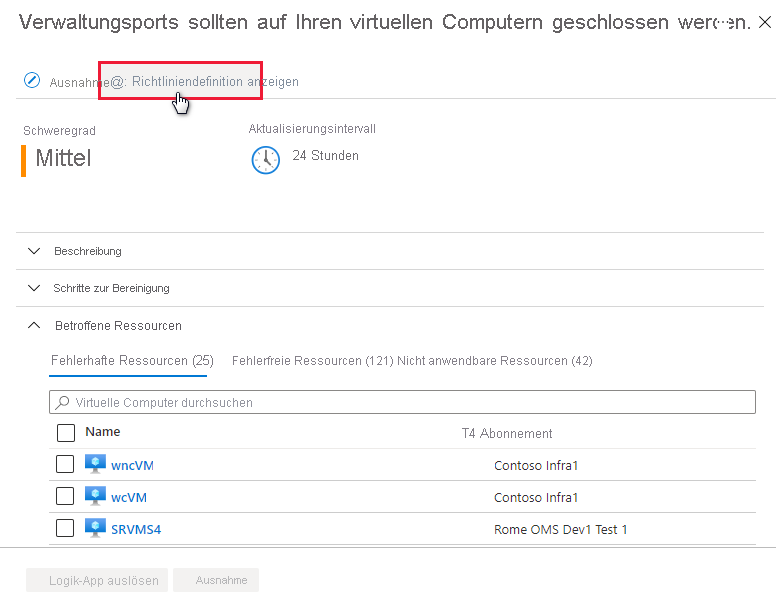 Verwaltungsports sollten auf Ihren virtuellen Computern geschlossen werden.
Ausnahme @: Richtliniendefinition anzeigen
Schweregrad
Mittel
Aktualisierungsintervall
24 Stunden
Beschreibung
Schritte zur Bereinigung
Betroffene Ressourcen
Fehlerhafte Ressourcen (25) Fehlerfreie Ressourcen (121) Nicht anwendbare Ressourcen (42)
Virtuelle Computer durchsuchen
Name T4 Abonnement
wncVM Contoso Infra1
wcVM Contoso Infra1
SRVMS4 Rome OMS Dev1 Test 1
Logik-App auslösen Ausnahme